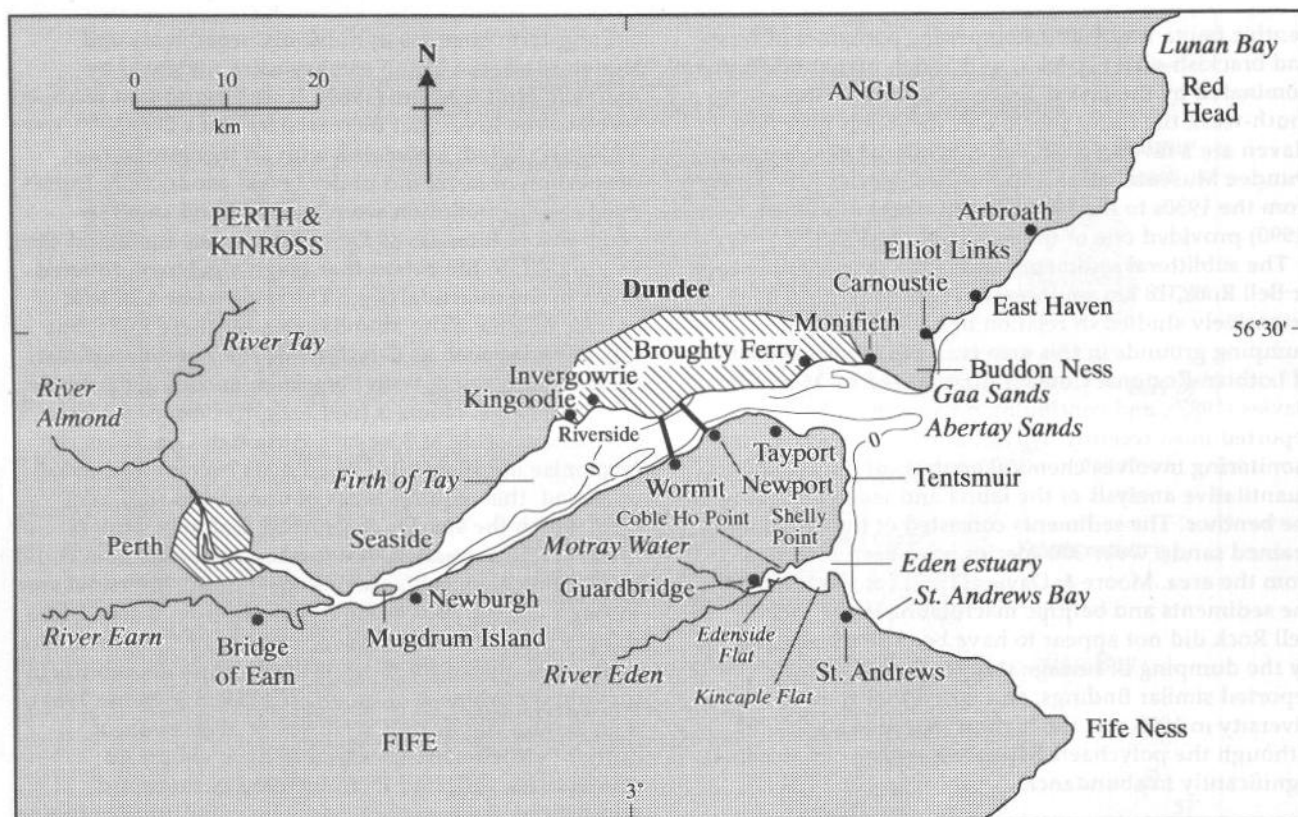 Lunan Bay
Red
Head
N
0 10 20
km
ANGUS
PERTH &
KINROSS
Arbroath
Elliot Links
Carnoustie
East Haven
Dundee
Monifieth
56°30'
River Tay
Broughty Ferry
Buddon Ness
River
Almond
Invergowrie
Kingoodie
Gaa Sands
Abertay Sands
Riverside
0
0
Tayport
Firth of Tay
Wormit
Newport
Tentsmuir
Coble Ho Point
Shelly
Point
Perth
Seaside
Motray Water
Eden estuary
Guardbridge
St. Andrews Bay
Newburgh
River Earn
Mugdrum Island
Edenside
Flat
Bridge
of Earn
River Eden
St. Andrews
Kincaple Flat
Fife Ness
FIFE
3°